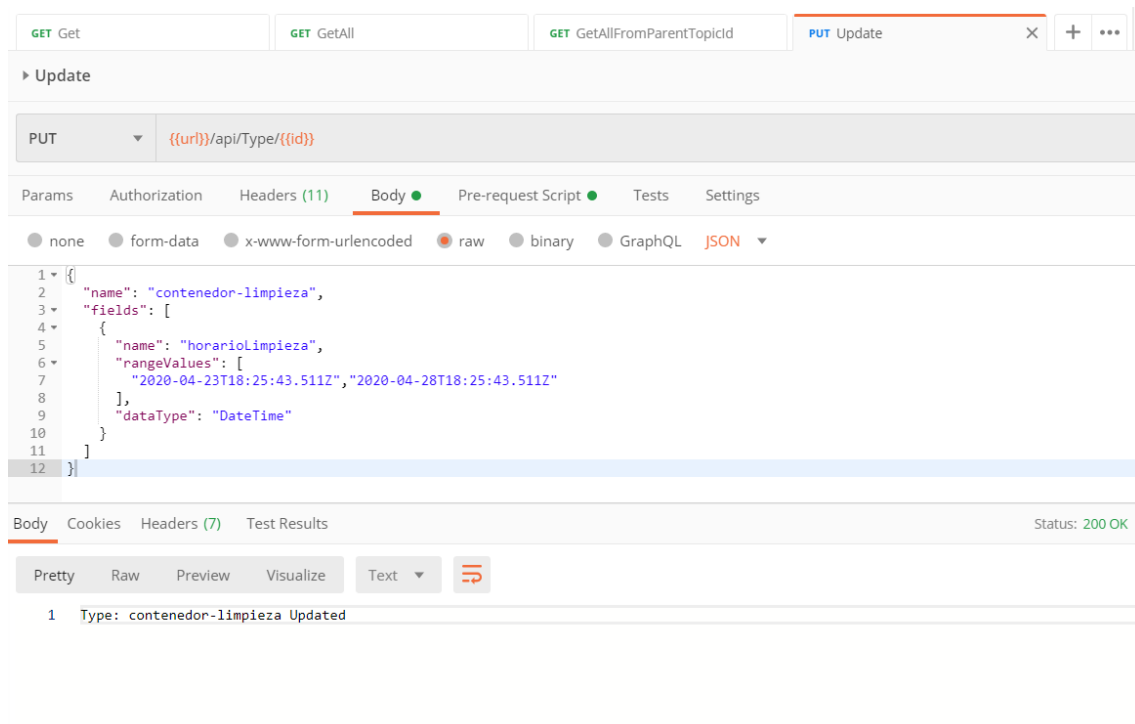 GET Get GET GetAll GET GetAllFromParentTopicId PUT Update
Update
PUT {{url}}/api/Type/{{id}}
Params Authorization Headers (11) Body Pre-request Script Tests Settings
none form-data x-www-form-urlencoded raw binary GraphQL JSON
1 {
2 "name": "contenedor-limpieza",
3 "fields": [
4 {
5 "name": "horarioLimpieza",
6 "rangeValues": [
7 "2020-04-23T18:25:43.511Z","2020-04-28T18:25:43.511Z"
8 ],
9 "dataType": "DateTime"
10 }
11 ]
12 }
Body Cookies Headers (7) Test Results Status: 200 OK
Pretty Raw Preview Visualize Text
1 Type: contenedor-limpieza Updated